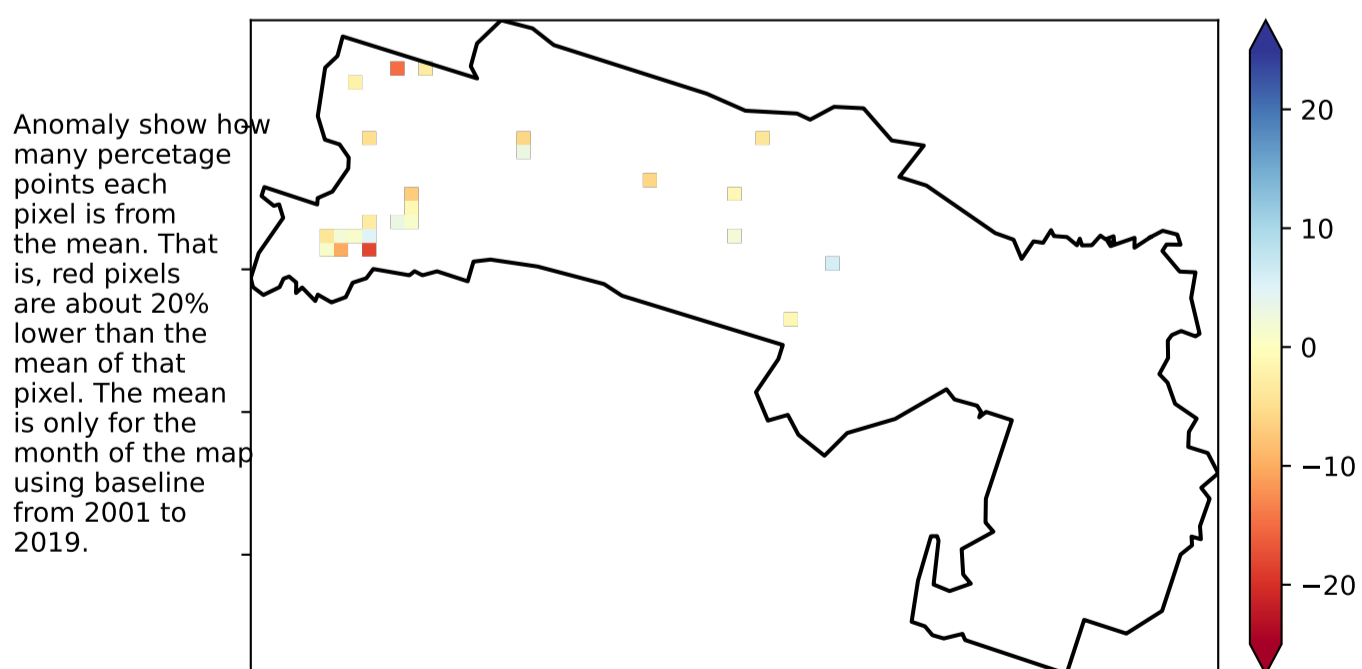 Anomaly show how
many percetage
points each
pixel is from
the mean. That
is, red pixels
are about 20%
lower than the
mean of that
pixel. The mean
is only for the
month of the map
using baseline
from 2001 to
2019.
20
10
0
−10
−20